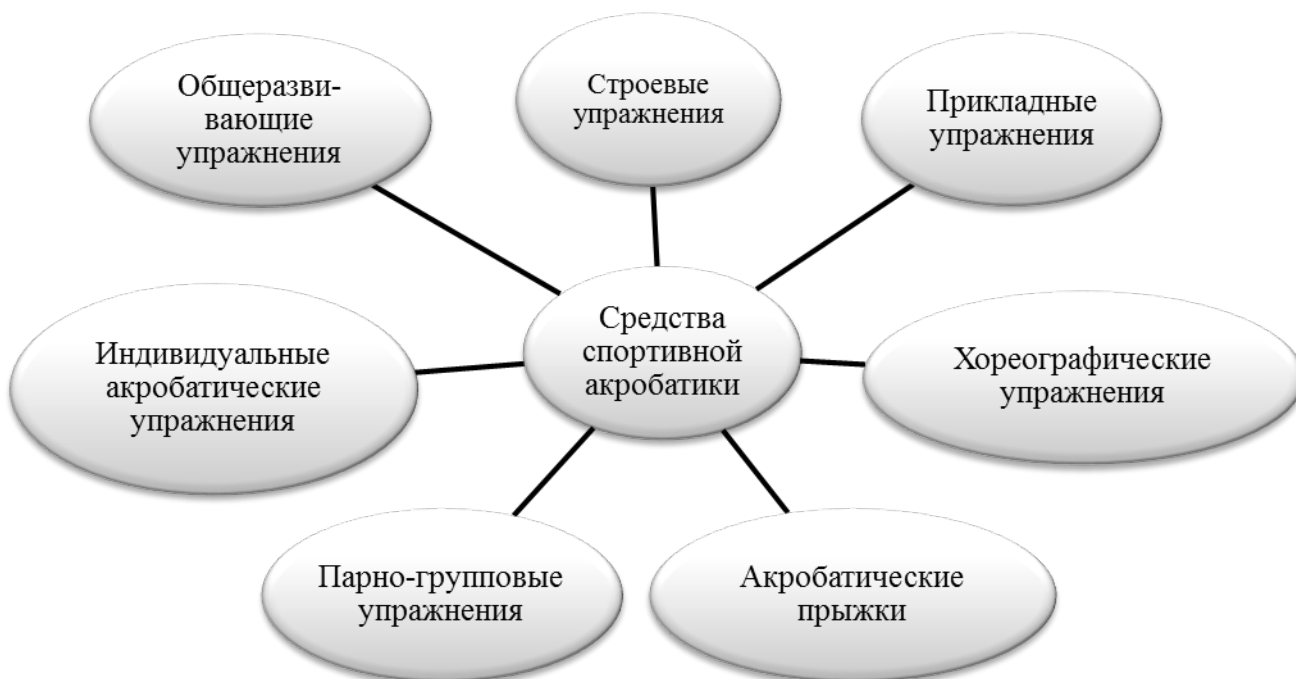 Общеразви-
вающие
упражнения
Строевые
упражнения
Прикладные
упражнения
Средства
спортивной
акробатики
Индивидуальные
акробатические
упражнения
Хореографические
упражнения
Парно-групповые
упражнения
Акробатические
прыжки